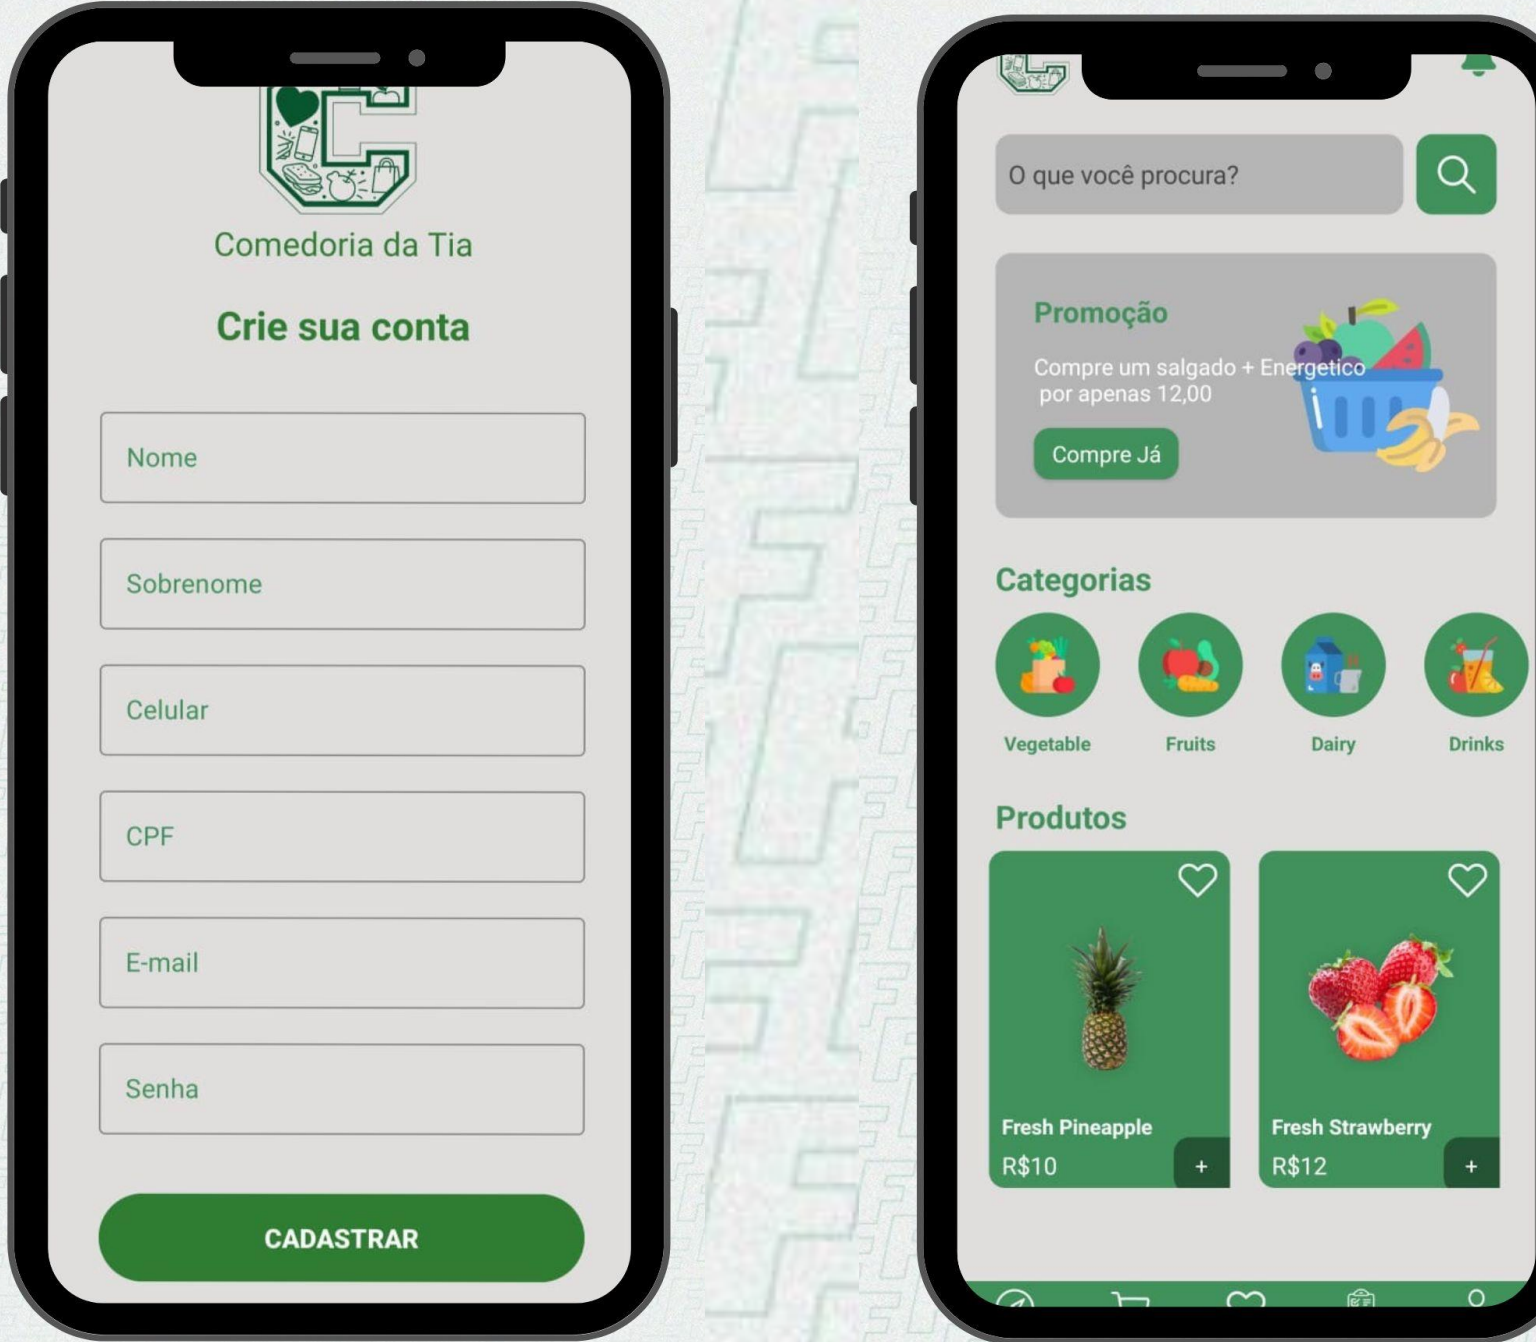 Comedoria da Tia
Crie sua conta
Nome
Sobrenome
Celular
CPF
E-mail
Senha
CADASTRAR
O que você procura?
Promoção
Compre um salgado + Energetico
por apenas 12,00
Compre Já
Categorias
Vegetable
Fruits
Dairy
Drinks
Produtos
Fresh Pineapple
R$10
+
Fresh Strawberry
R$12
+